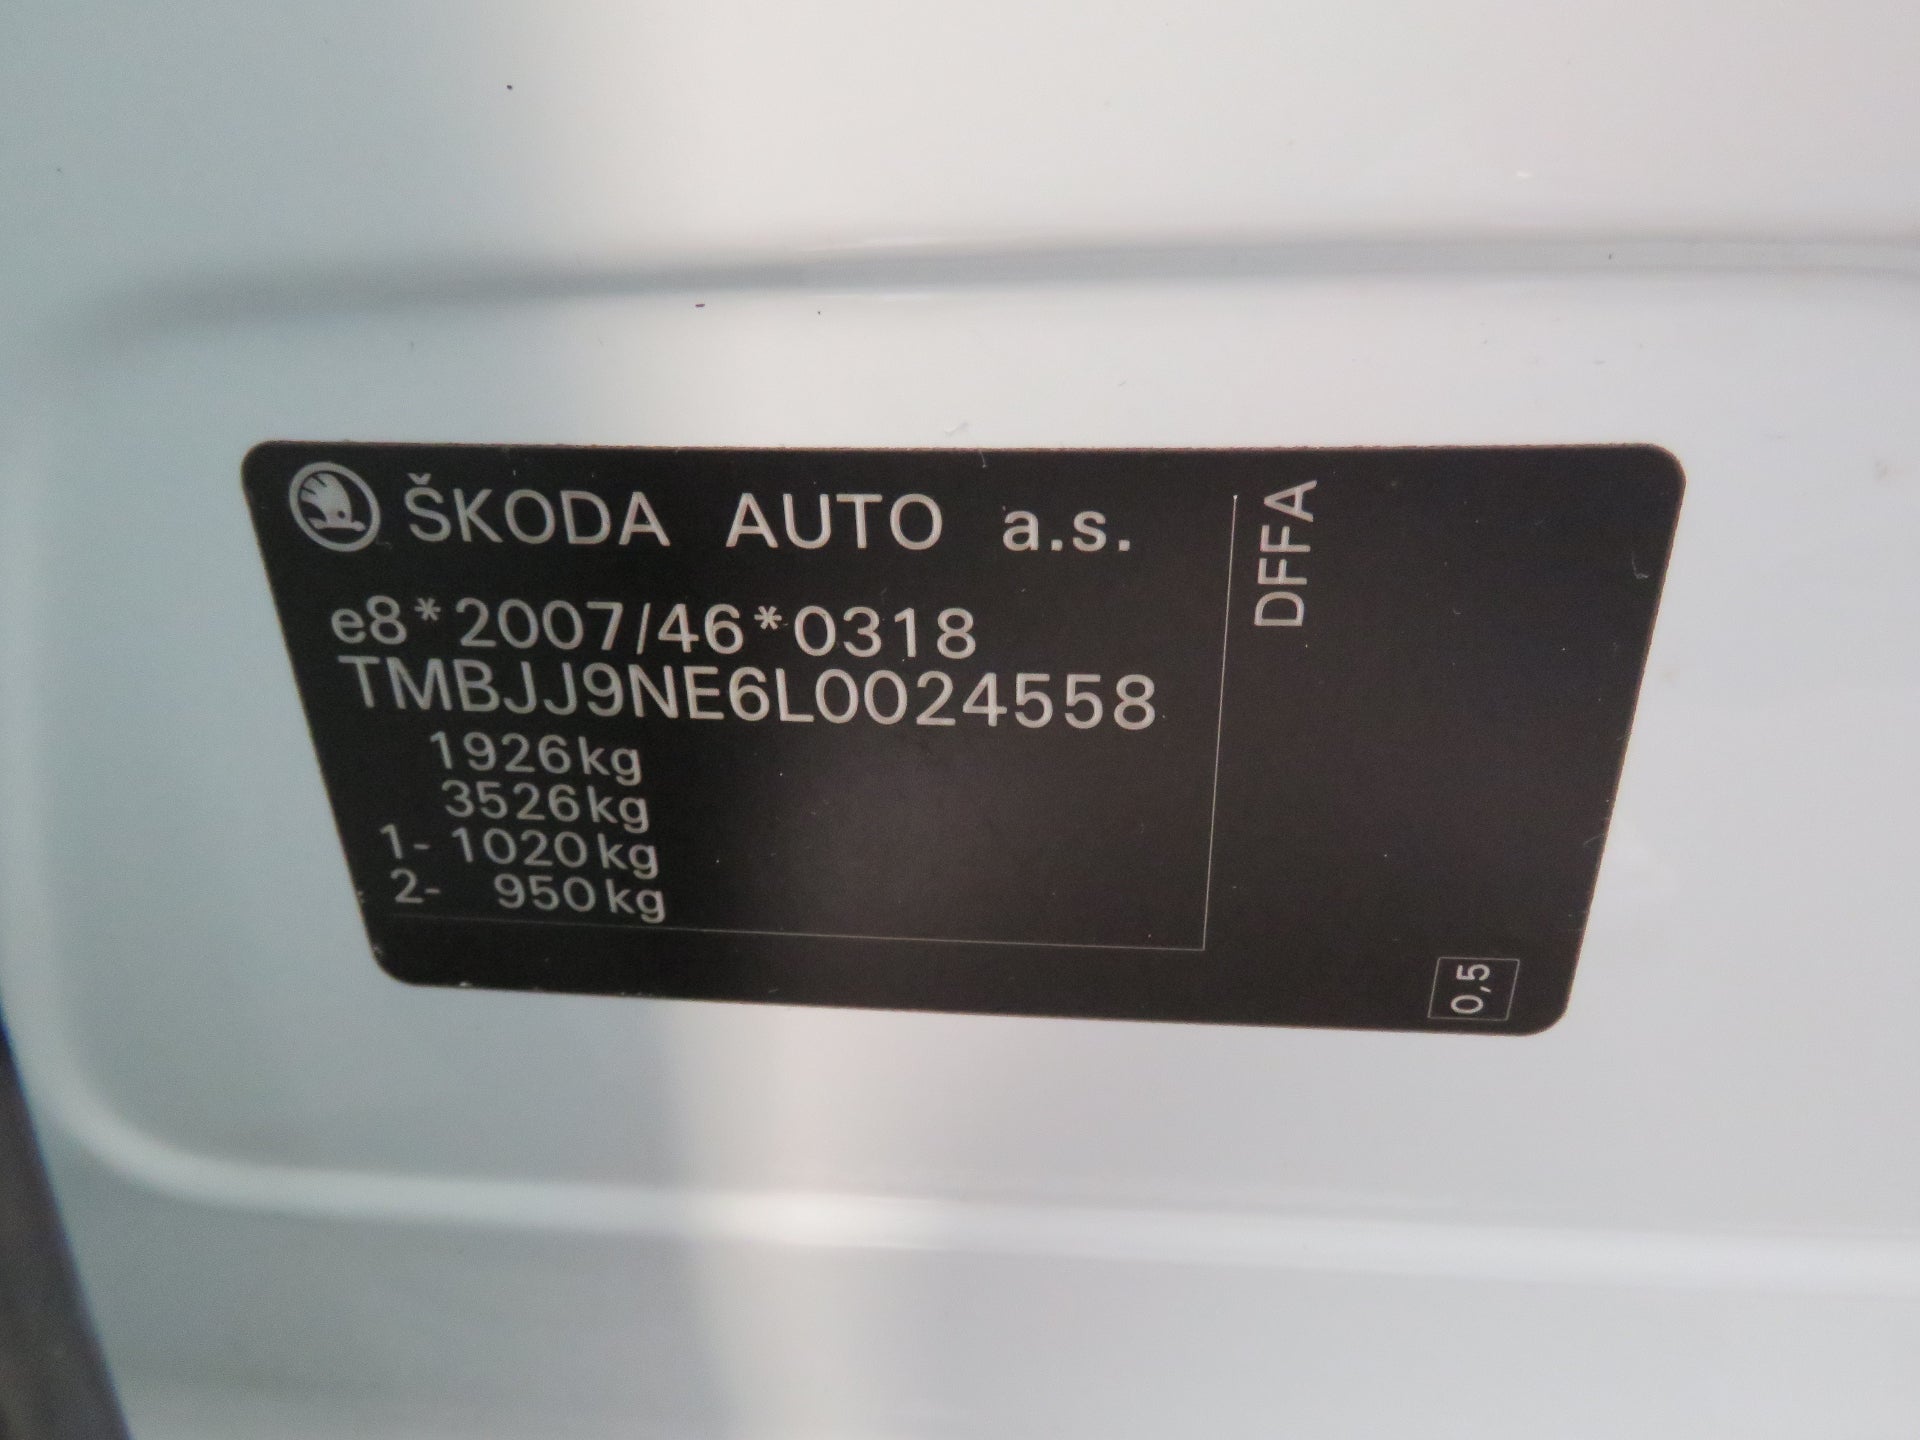 ŠKODA AUTO a.s.
e8*2007/46*0318
TMBJJ9NE6L0024558
1926kg
3526kg
1- 1020kg
2- 950kg
DFFA
0,5